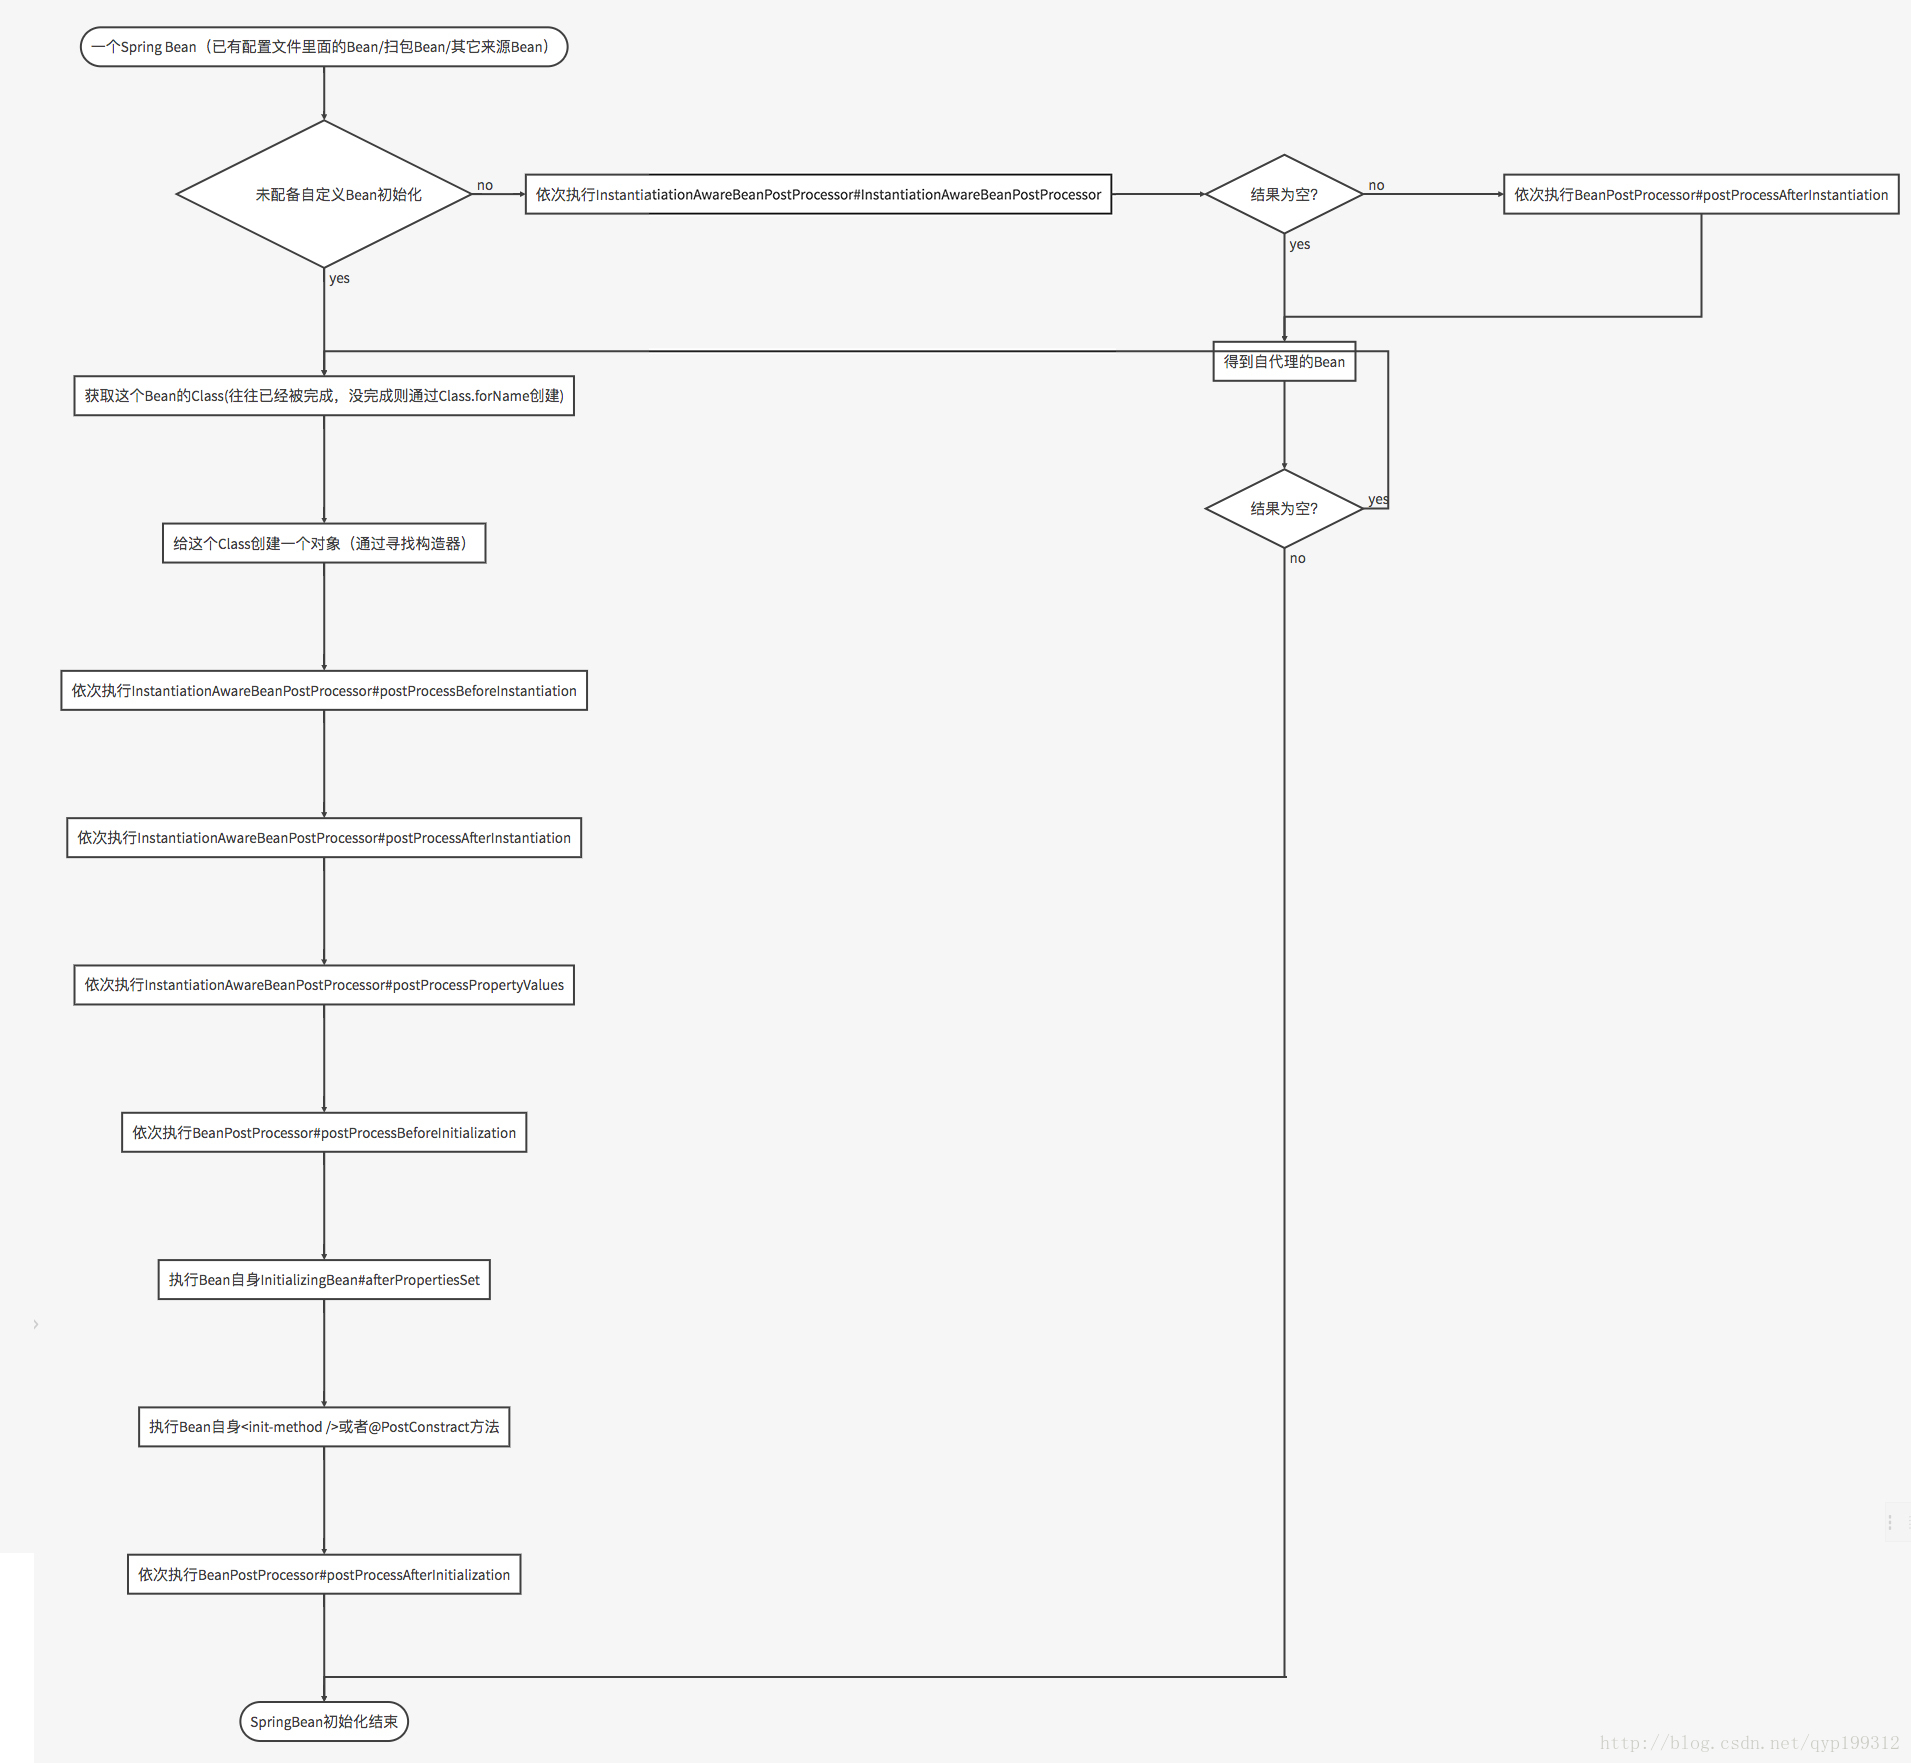 一个Spring Bean（已有配置文件里面的Bean/扫包Bean/其它来源Bean）
未配备自定义Bean初始化
no
依次执行InstantiatiationAwareBeanPostProcessor#InstantiationAwareBeanPostProcessor
结果为空？
no
依次执行BeanPostProcessor#postProcessAfterInstantiation
yes
yes
得到自代理的Bean
获取这个Bean的Class(往往已经被完成，没完成则通过Class.forName创建)
结果为空？
yes
no
给这个Class创建一个对象（通过寻找构造器）
依次执行InstantiationAwareBeanPostProcessor#postProcessBeforeInstantiation
依次执行InstantiationAwareBeanPostProcessor#postProcessAfterInstantiation
依次执行InstantiationAwareBeanPostProcessor#postProcessPropertyValues
依次执行BeanPostProcessor#postProcessBeforeInitialization
执行Bean自身InitializingBean#afterPropertiesSet
执行Bean自身<init-method />或者@PostConstract方法
依次执行BeanPostProcessor#postProcessAfterInitialization
SpringBean初始化结束
http://blog.csdn.net/qyp199312